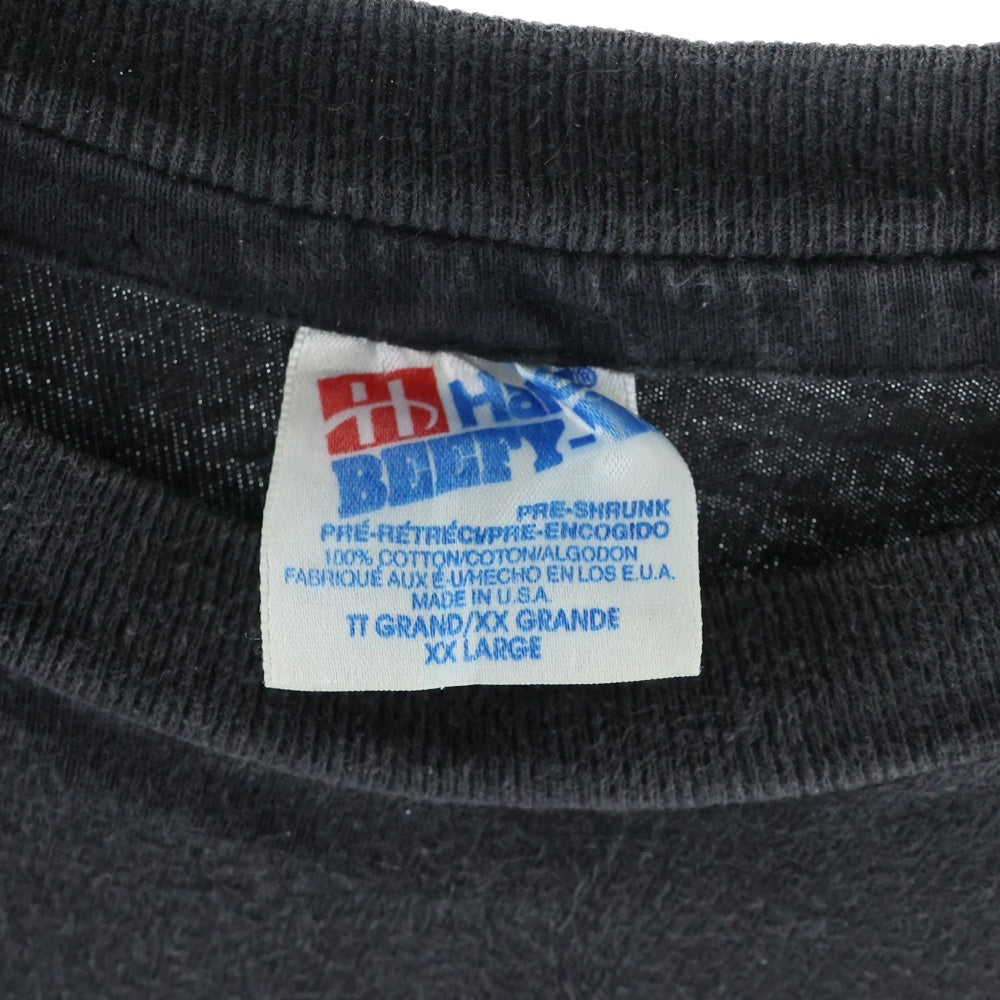 Ha ®
BEEFY-
PRE-SHRUNK
PRÉ-RÉTRÉCI/PRE-ENCOGIDO
100% COTTON/COTON/ALGODON
FABRIQUÉ AUX É-U/HECHO EN LOS E.U.A.
MADE IN U.S.A.
TT GRAND/XX GRANDE
XX LARGE